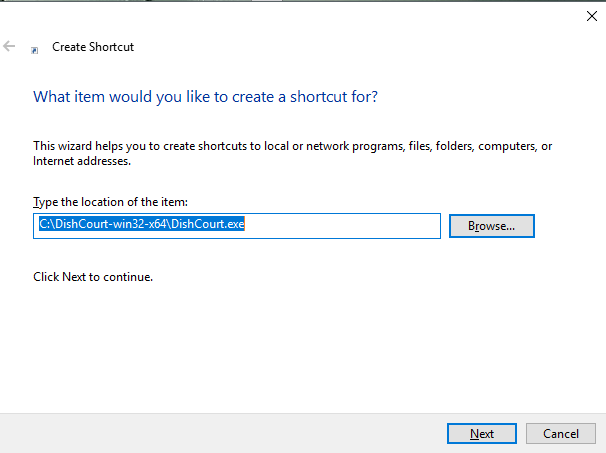 Create Shortcut
What item would you like to create a shortcut for?
This wizard helps you to create shortcuts to local or network programs, files, folders, computers, or
Internet addresses.
Type the location of the item:
C:\DishCourt-win32-x64\DishCourt.exe
Browse...
Click Next to continue.
Next
Cancel